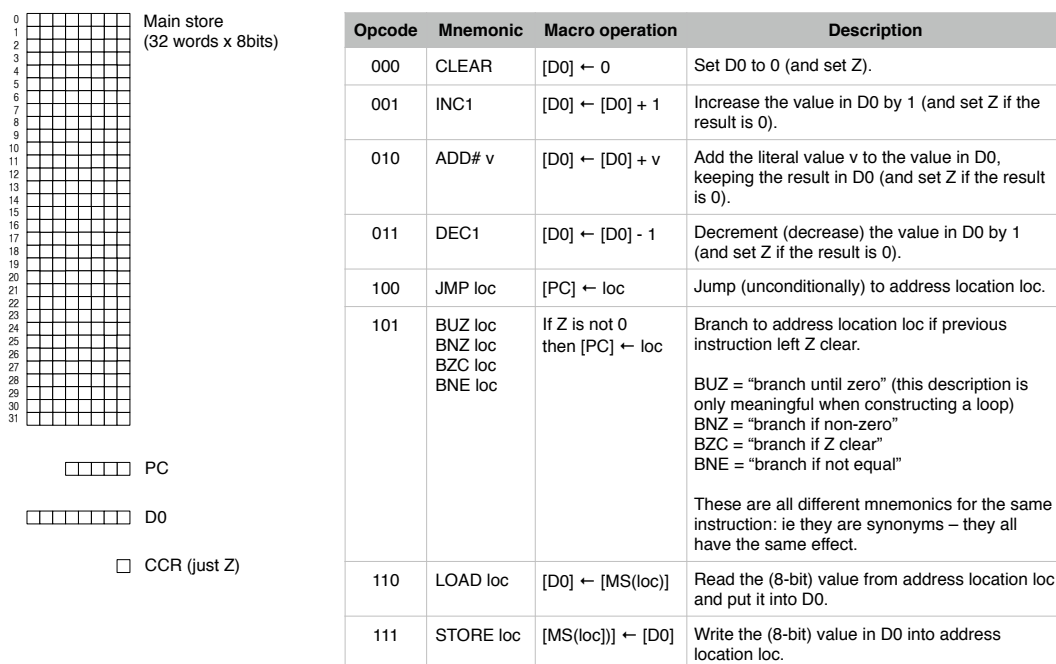 0
1
2
3
4
5
6
7
8
9
10
11
12
13
14
15
16
17
18
19
20
21
22
23
24
25
26
27
28
29
30
31
Main store
(32 words x 8bits)
PC
D0
CCR (just Z)
Opcode Mnemonic Macro operation Description
000 CLEAR [D0] ← 0 Set D0 to 0 (and set Z).
001 INC1 [D0] ← [D0] + 1 Increase the value in D0 by 1 (and set Z if the
result is 0).
010 ADD# v [D0] ← [D0] + v Add the literal value v to the value in D0,
keeping the result in D0 (and set Z if the result
is 0).
011 DEC1 [D0] ← [D0] - 1 Decrement (decrease) the value in D0 by 1
(and set Z if the result is 0).
100 JMP loc [PC] ← loc Jump (unconditionally) to address location loc.
101 BUZ loc If Z is not 0 Branch to address location loc if previous
BNZ loc then [PC] ← loc instruction left Z clear.
BZC loc
BNE loc BUZ = “branch until zero” (this description is
only meaningful when constructing a loop)
BNZ = “branch if non-zero”
BZC = “branch if Z clear”
BNE = “branch if not equal”
These are all different mnemonics for the same
instruction: ie they are synonyms – they all
have the same effect.
110 LOAD loc [D0] ← [MS(loc)] Read the (8-bit) value from address location loc
and put it into D0.
111 STORE loc [MS(loc])] ← [D0] Write the (8-bit) value in D0 into address
location loc.